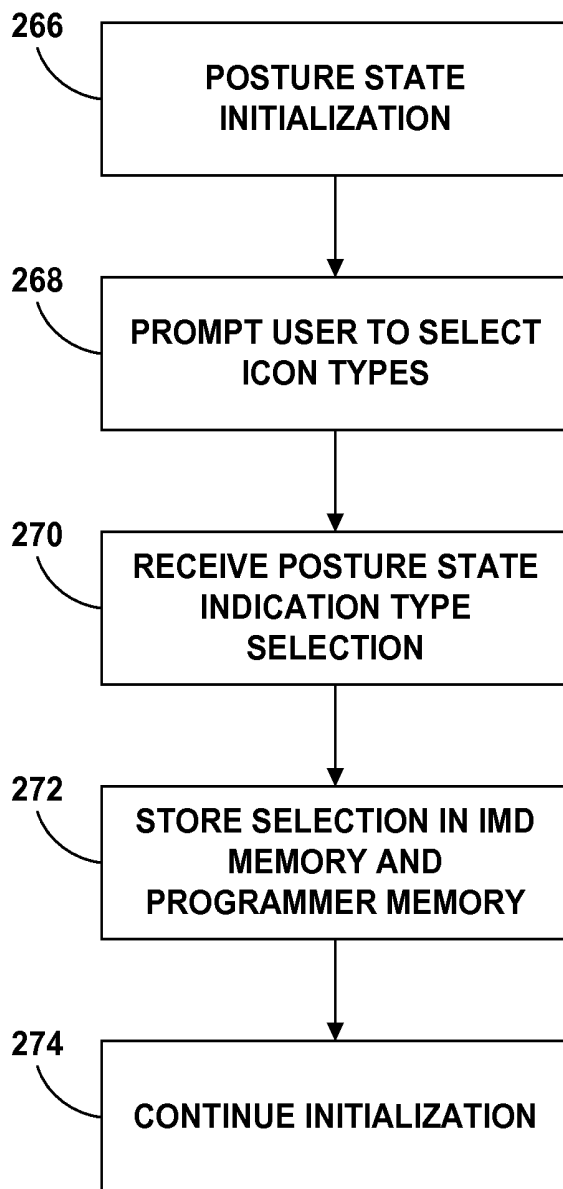 266
POSTURE STATE
INITIALIZATION
268
PROMPT USER TO SELECT
ICON TYPES
270
RECEIVE POSTURE STATE
INDICATION TYPE
SELECTION
272
STORE SELECTION IN IMD
MEMORY AND
PROGRAMMER MEMORY
274
CONTINUE INITIALIZATION